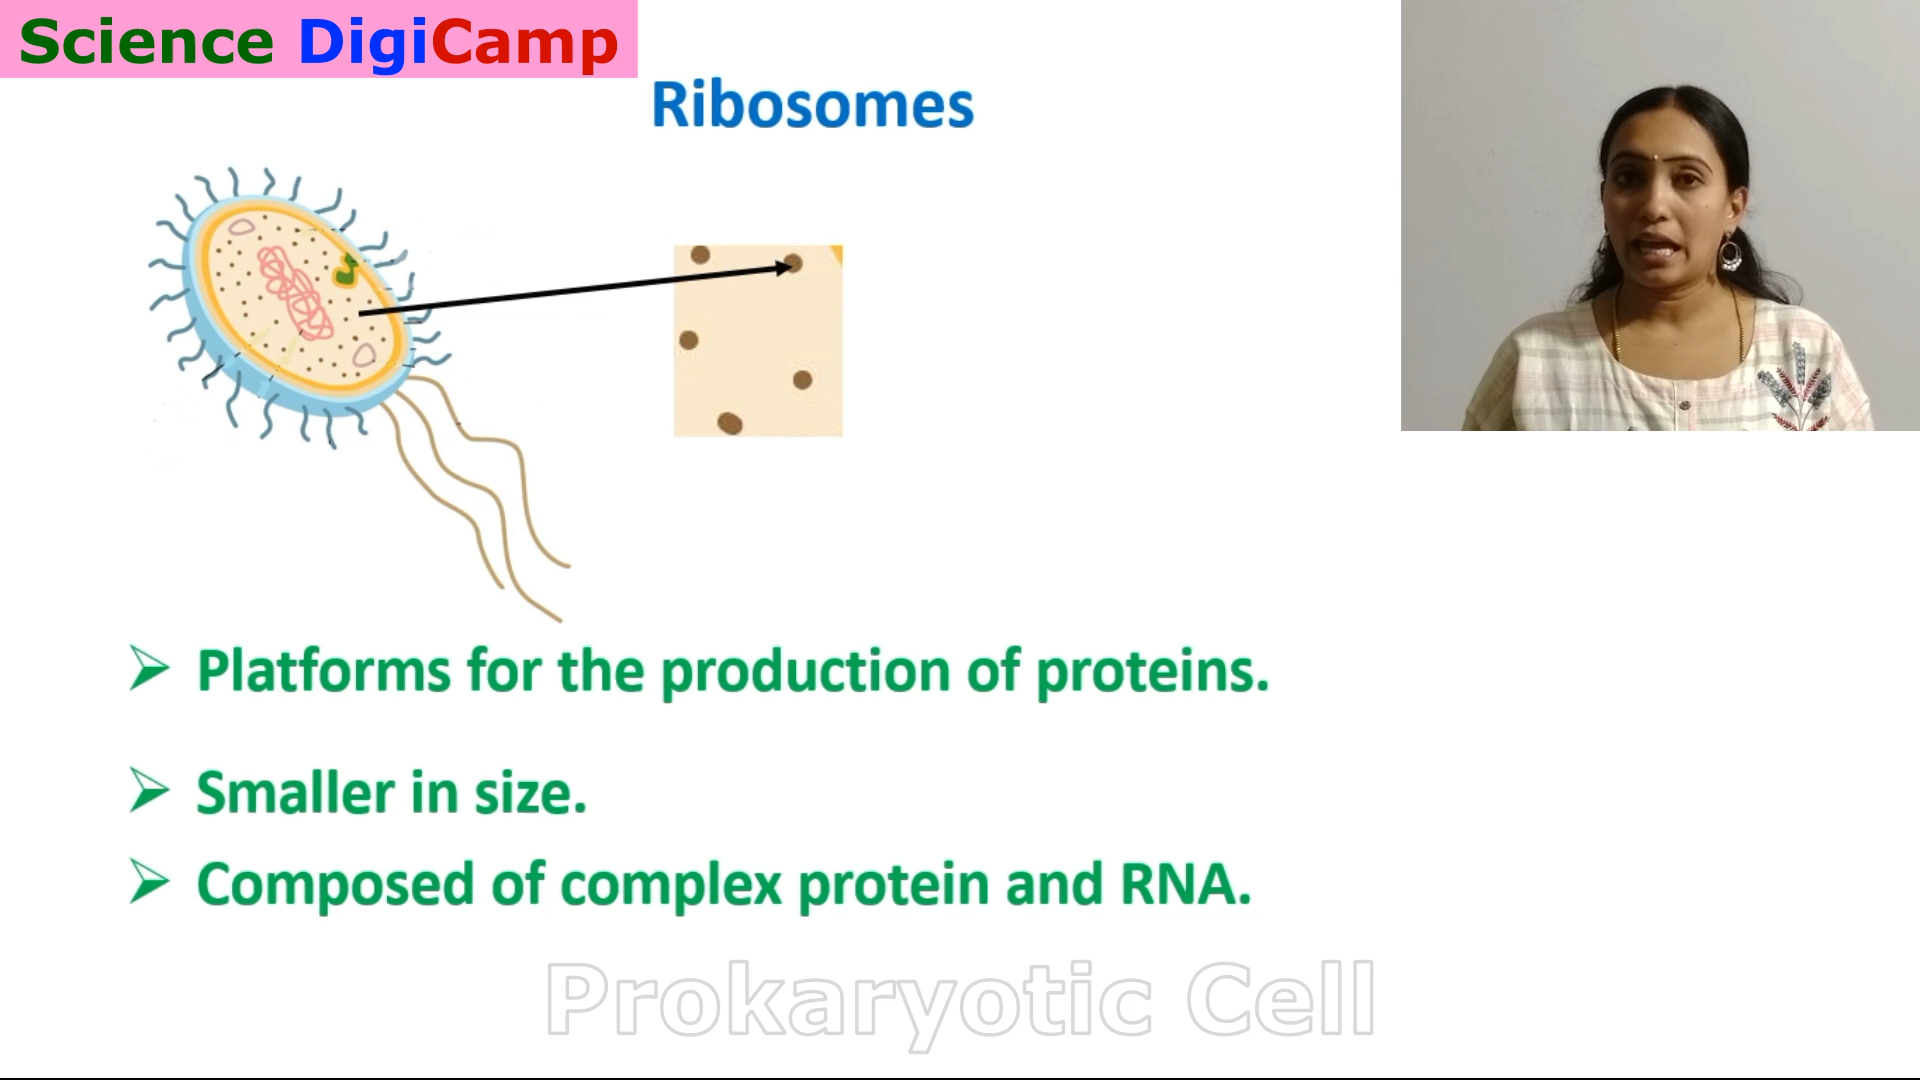 Science DigiCamp
Ribosomes
➢ Platforms for the production of proteins.
➢ Smaller in size.
➢ Composed of complex protein and RNA.
Prokaryotic Cell